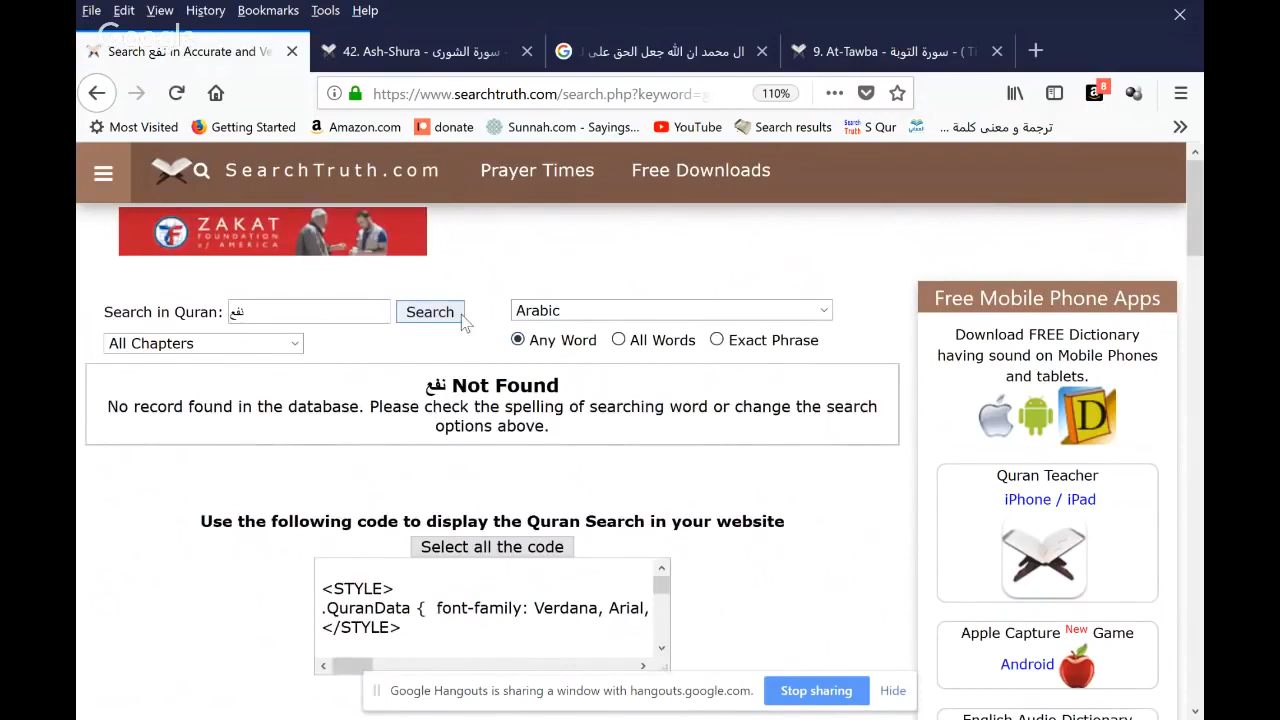 File Edit View History Bookmarks Tools Help
Google
Search نفع in Accurate and Ve
42. Ash-Shura - سورة الشورى
ال محمد ان الله جعل الحق على ل
9. At-Tawba - سورة التوبة - ( T
https://www.searchtruth.com/search.php?keyword=
110%
8
Most Visited Getting Started Amazon.com donate Sunnah.com - Sayings... YouTube Search results Search Truth S Qur ترجمة و معنى كلمة ...
SearchTruth.com Prayer Times Free Downloads
ZAKAT
FOUNDATION
of AMERICA
Search in Quran: نفع Search Arabic
All Chapters Any Word All Words Exact Phrase
نفع Not Found
No record found in the database. Please check the spelling of searching word or change the search
options above.
Use the following code to display the Quran Search in your website
Select all the code
<STYLE>
.QuranData { font-family: Verdana, Arial,
</STYLE>
Free Mobile Phone Apps
Download FREE Dictionary
having sound on Mobile Phones
and tablets.
D
Quran Teacher
iPhone / iPad
Apple Capture New Game
Android
English Audio Dictionary
Google Hangouts is sharing a window with hangouts.google.com. Stop sharing Hide